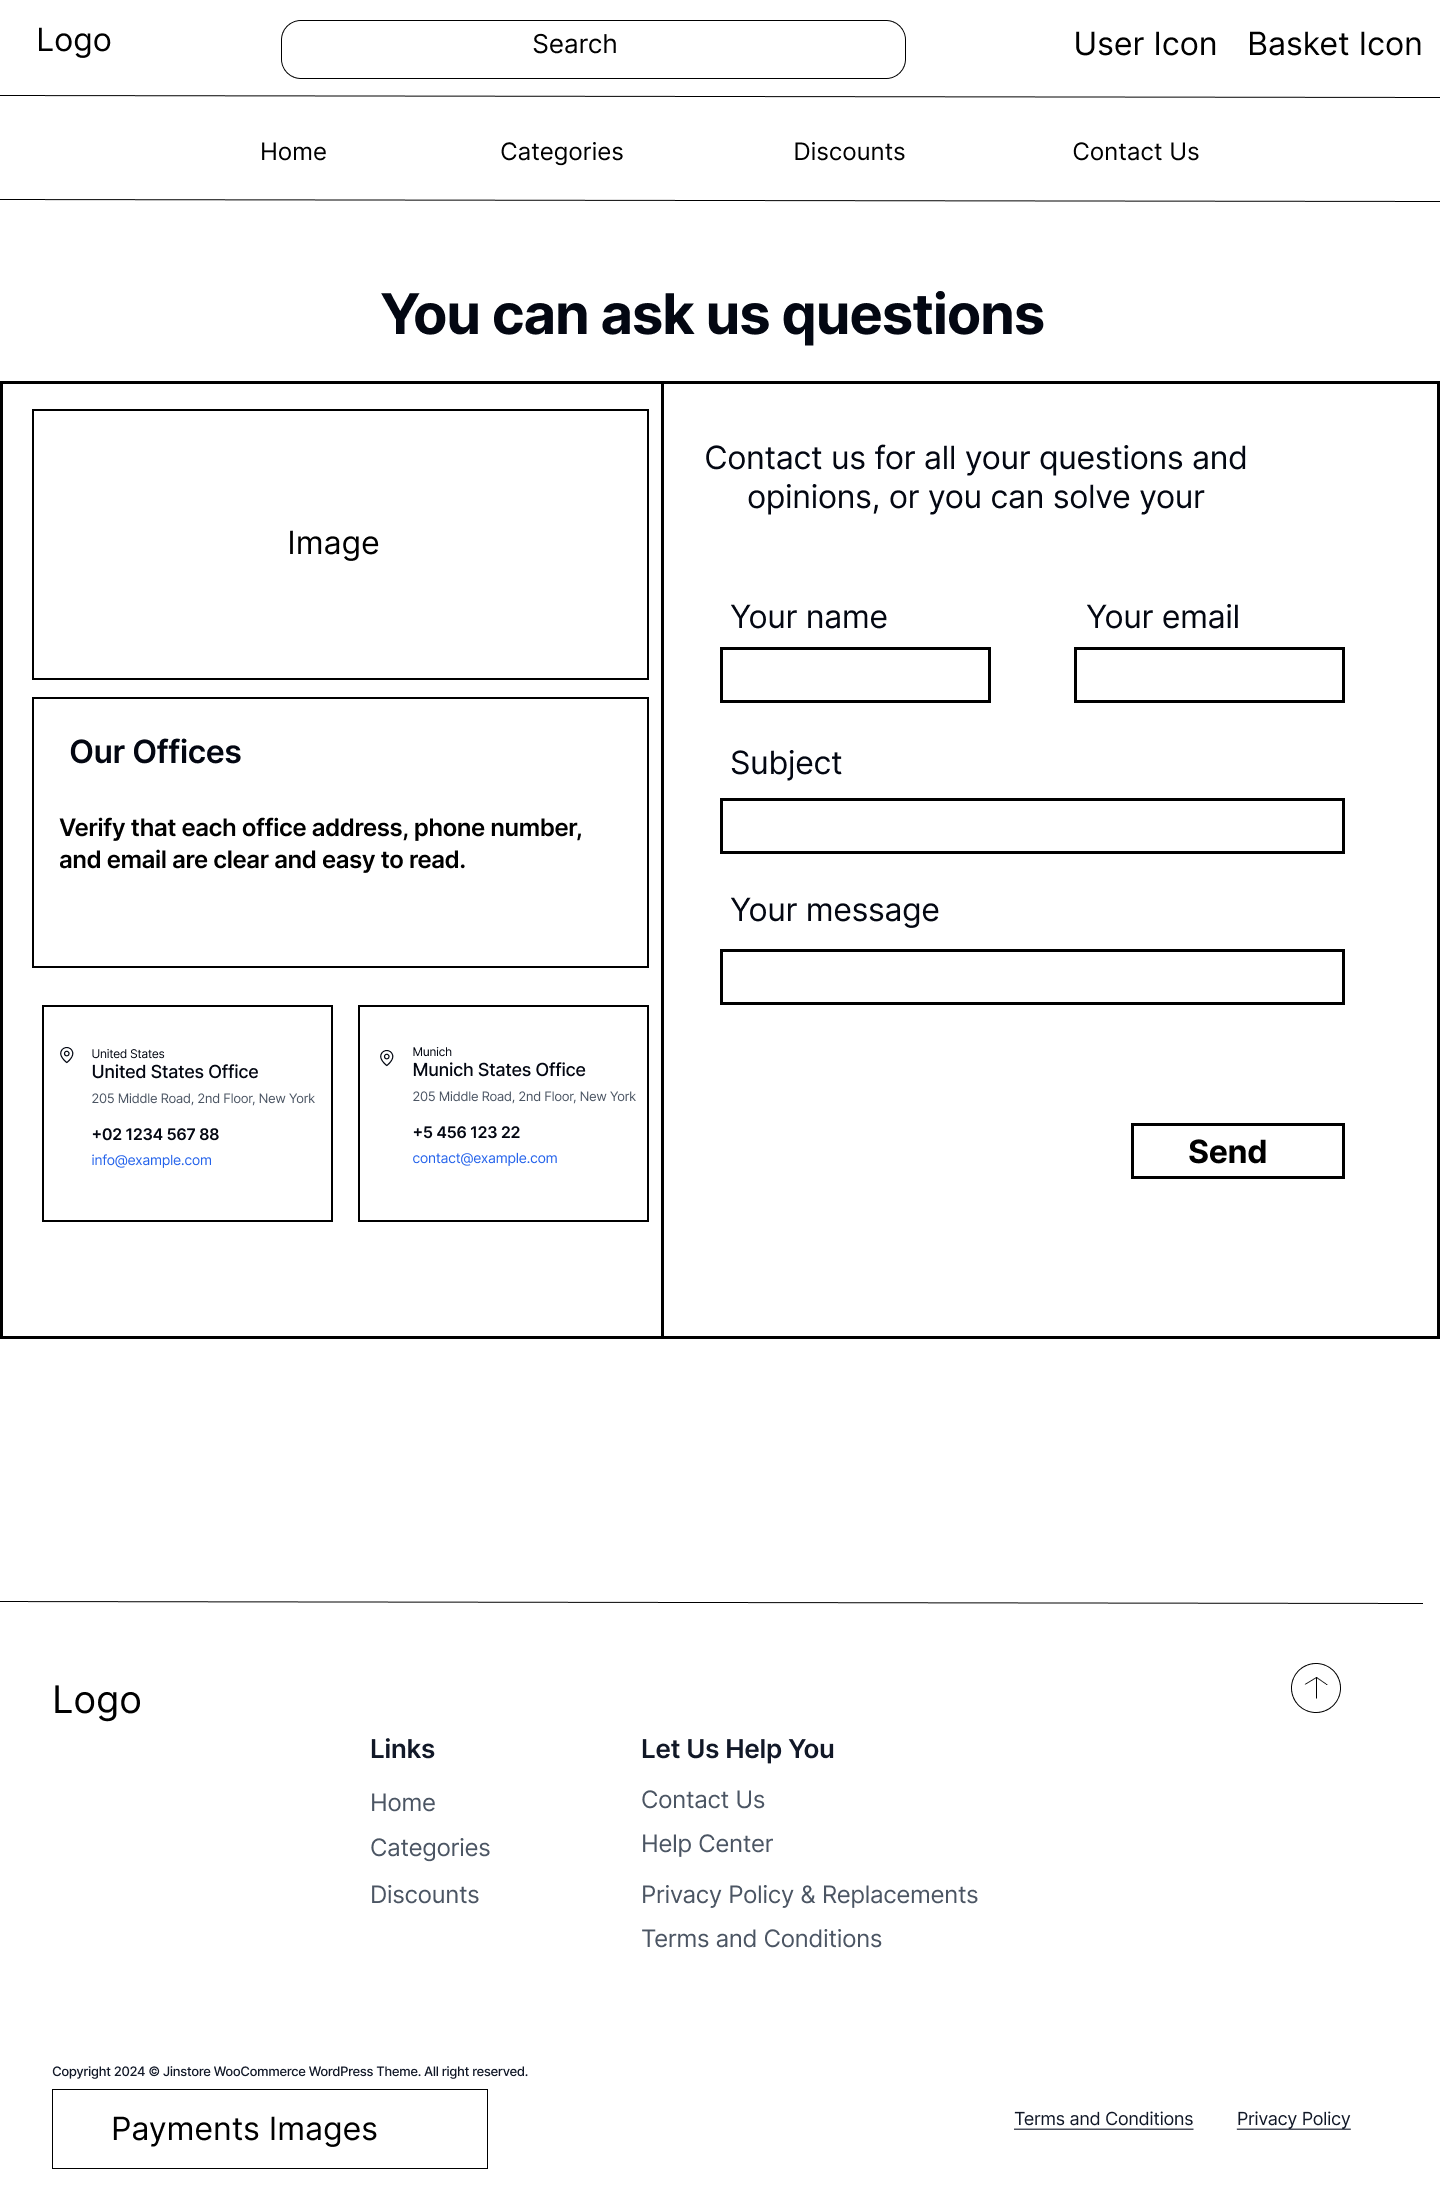 Logo
Search
User Icon
Basket Icon
Home
Categories
Discounts
Contact Us
You can ask us questions
Image
Our Offices
Verify that each office address, phone number,
and email are clear and easy to read.
United States
United States Office
205 Middle Road, 2nd Floor, New York
+02 1234 567 88
info@example.com
Munich
Munich States Office
205 Middle Road, 2nd Floor, New York
+5 456 123 22
contact@example.com
Contact us for all your questions and
opinions, or you can solve your
Your name
Your email
Subject
Your message
Send
Logo
Links
Home
Categories
Discounts
Let Us Help You
Contact Us
Help Center
Privacy Policy & Replacements
Terms and Conditions
Copyright 2024 © Jinstore WooCommerce WordPress Theme. All right reserved.
Payments Images
Terms and Conditions
Privacy Policy